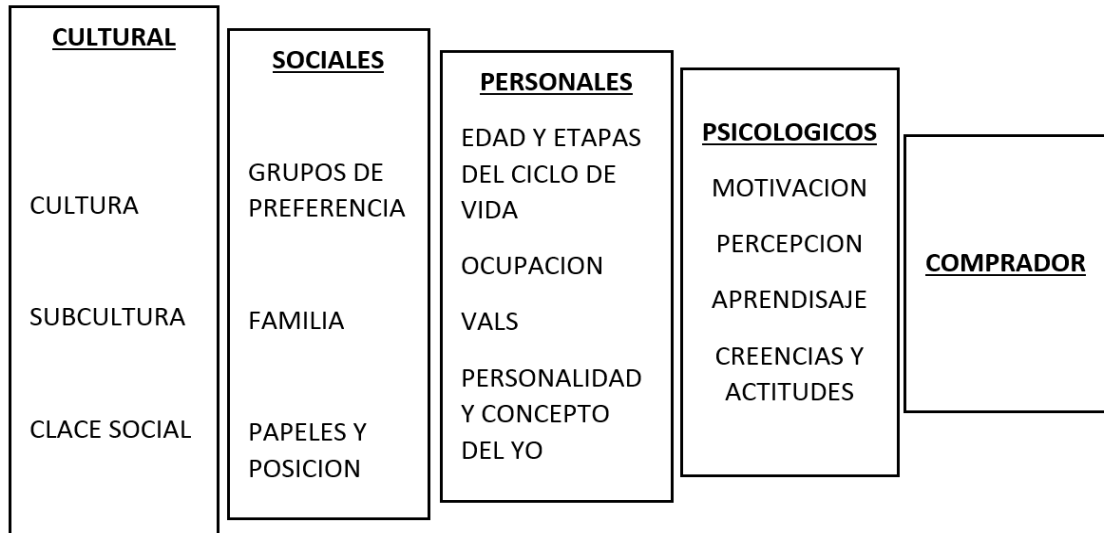 CULTURAL
CULTURA
SUBCULTURA
CLACE SOCIAL
SOCIALES
GRUPOS DE
PREFERENCIA
FAMILIA
PAPELES Y
POSICION
PERSONALES
EDAD Y ETAPAS
DEL CICLO DE
VIDA
OCUPACION
VALS
PERSONALIDAD
Y CONCEPTO
DEL YO
PSICOLOGICOS
MOTIVACION
PERCEPCION
APRENDISAJE
CREENCIAS Y
ACTITUDES
COMPRADOR